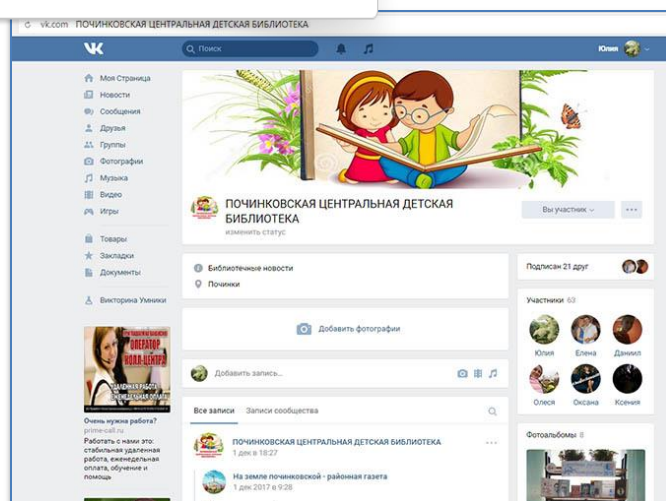 vk.com ПОЧИНКОВСКАЯ ЦЕНТРАЛЬНАЯ ДЕТСКАЯ БИБЛИОТЕКА
Поиск
Юлия
Моя Страница
Новости
Сообщения
Друзья
Группы
Фотографии
Музыка
Видео
Игры
Товары
Закладки
Документы
Викторина Умники
ОПЕРАТОР
КОЛЛ-ЦЕНТРА
УДАЛЕННАЯ РАБОТА
ЕЖЕНЕДЕЛЬНАЯ ОПЛАТА
Очень нужна работа?
prime-call.ru
Работать с нами это:
стабильная удаленная
работа, еженедельная
оплата, обучение и
помощь
ПОЧИНКОВСКАЯ ЦЕНТРАЛЬНАЯ ДЕТСКАЯ
БИБЛИОТЕКА
изменить статус
Вы участник
Библиотечные новости
Починки
Добавить фотографии
Добавить запись...
Все записи Записи сообщества
ПОЧИНКОВСКАЯ ЦЕНТРАЛЬНАЯ ДЕТСКАЯ БИБЛИОТЕКА
1 дек в 18:27
На земле починковской - районная газета
1 дек 2017 в 9:28
Подписан 21 друг
Участники 63
Юлия Елена Даниил
Олеся Оксана Ксения
Фотоальбомы 8